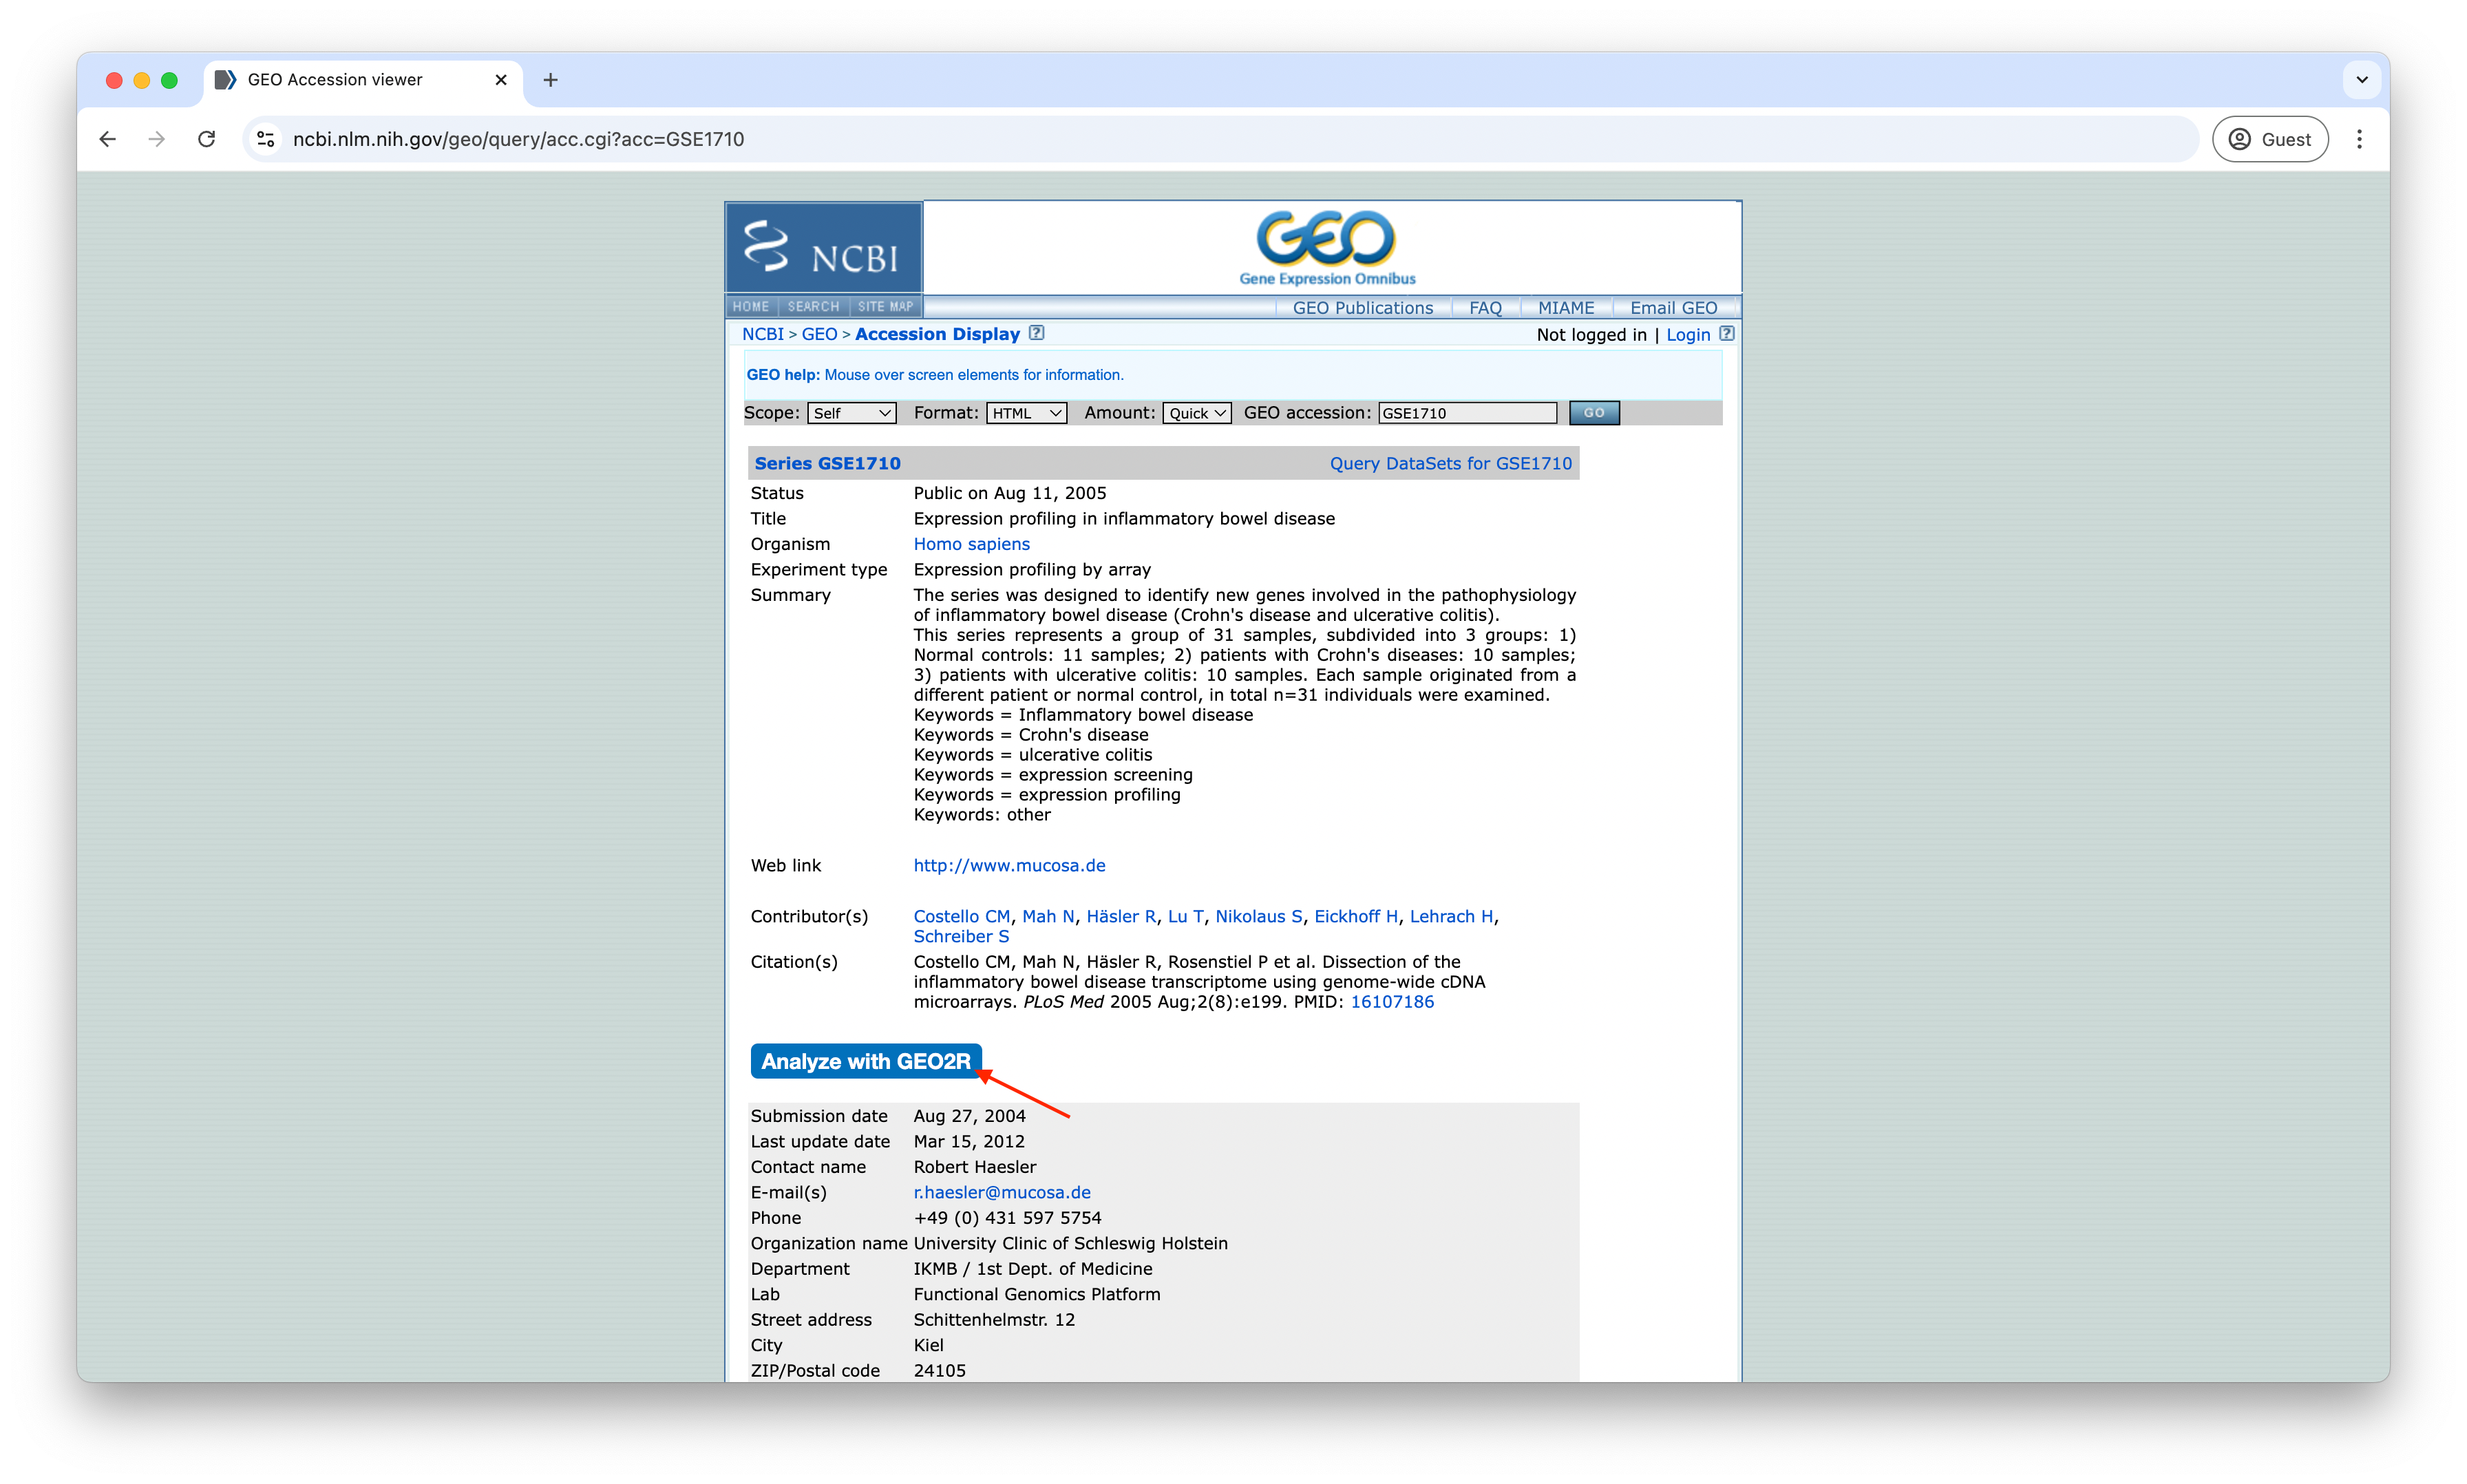 GEO Accession viewer
ncbi.nlm.nih.gov/geo/query/acc.cgi?acc=GSE1710
Guest
NCBI
GEO
Gene Expression Omnibus
HOME SEARCH SITE MAP
GEO Publications FAQ MIAME Email GEO
NCBI > GEO > Accession Display ?
Not logged in | Login ?
GEO help: Mouse over screen elements for information.
Scope: Self Format: HTML Amount: Quick GEO accession: GSE1710 GO
Series GSE1710 Query DataSets for GSE1710
Status Public on Aug 11, 2005
Title Expression profiling in inflammatory bowel disease
Organism Homo sapiens
Experiment type Expression profiling by array
Summary The series was designed to identify new genes involved in the pathophysiology
of inflammatory bowel disease (Crohn's disease and ulcerative colitis).
This series represents a group of 31 samples, subdivided into 3 groups: 1)
Normal controls: 11 samples; 2) patients with Crohn's diseases: 10 samples;
3) patients with ulcerative colitis: 10 samples. Each sample originated from a
different patient or normal control, in total n=31 individuals were examined.
Keywords = Inflammatory bowel disease
Keywords = Crohn's disease
Keywords = ulcerative colitis
Keywords = expression screening
Keywords = expression profiling
Keywords: other
Web link http://www.mucosa.de
Contributor(s) Costello CM, Mah N, Häsler R, Lu T, Nikolaus S, Eickhoff H, Lehrach H,
Schreiber S
Citation(s) Costello CM, Mah N, Häsler R, Rosenstiel P et al. Dissection of the
inflammatory bowel disease transcriptome using genome-wide cDNA
microarrays. PLoS Med 2005 Aug;2(8):e199. PMID: 16107186
Analyze with GEO2R
Submission date Aug 27, 2004
Last update date Mar 15, 2012
Contact name Robert Haesler
E-mail(s) r.haesler@mucosa.de
Phone +49 (0) 431 597 5754
Organization name University Clinic of Schleswig Holstein
Department IKMB / 1st Dept. of Medicine
Lab Functional Genomics Platform
Street address Schittenhelmstr. 12
City Kiel
ZIP/Postal code 24105